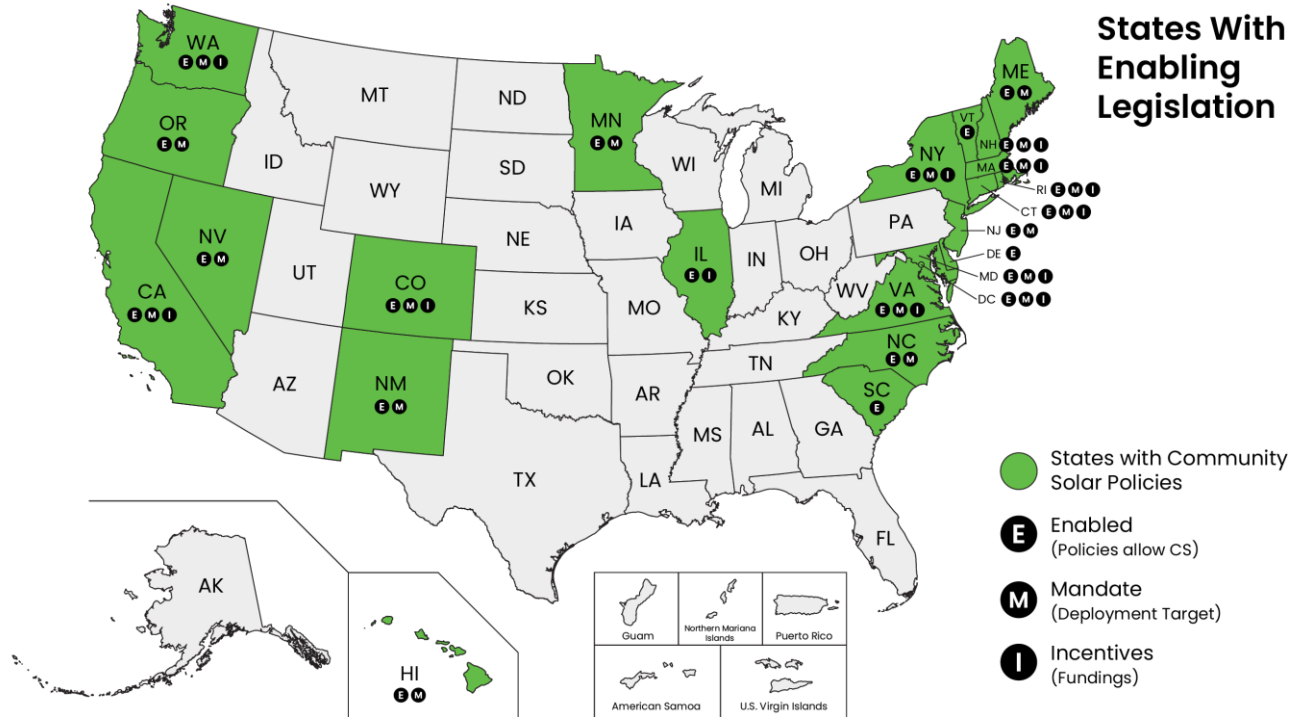 States With
Enabling
Legislation
WA
E M I
OR
E M
CA
E M I
NV
E M
ID
MT
WY
UT
AZ
CO
E M I
NM
E M
ND
SD
NE
KS
OK
TX
MN
E M
IA
MO
AR
LA
WI
IL
E I
MI
IN
OH
KY
TN
MS
AL
GA
FL
SC
E
NC
E M
VA
E M I
WV
PA
NY
E M I
VT
E
ME
E M
NH E M I
MA E M I
RI E M I
CT E M I
NJ E M
DE E
MD E M I
DC E M I
AK
HI
E M
Guam
Northern Mariana
Islands
Puerto Rico
American Samoa
U.S. Virgin Islands
States with Community
Solar Policies
E Enabled
(Policies allow CS)
M Mandate
(Deployment Target)
I Incentives
(Fundings)